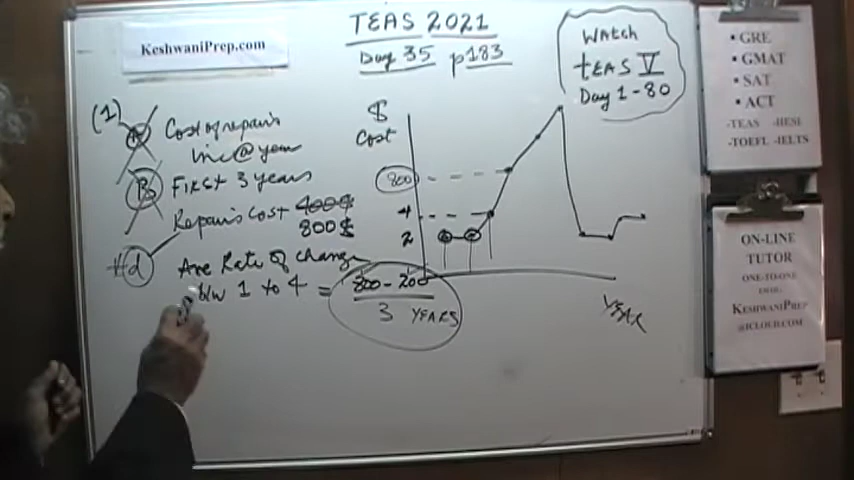 KeshwaniPrep.com
TEAS 2021
Day 35 p183
WAtch
tEAS V
Day 1-80
(1)
A Cost of repairs
inc @ year
B First 3 years
Repairs cost 400$
800$
d Ave Rate of change
b/w 1 to 4 = 800 - 200
3 YEARS
$
Cost
800
4
2
YEAR
• GRE
• GMAT
• SAT
• ACT
-TEAS -HESI
-TOEFL -IELTS
ON-LINE
TUTOR
ONE-TO-ONE
KESHWANIPREP
@ICLOUD.COM